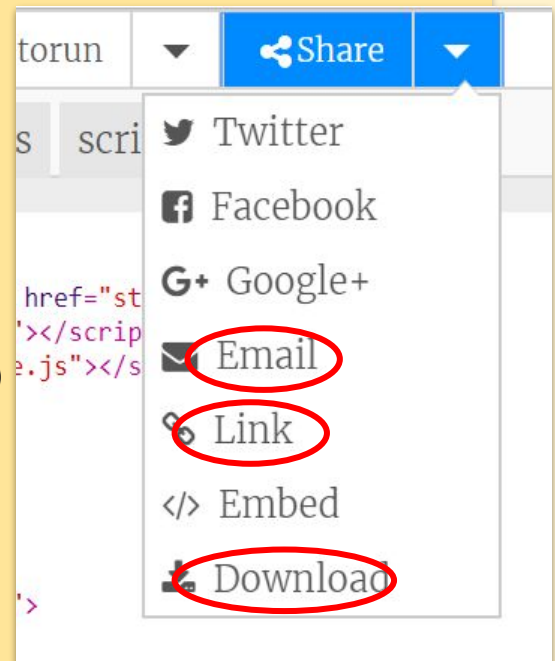 torun Share
s scri
Twitter
Facebook
G+ Google+
href="st
'></scrip
e.js"></s
Email
Link
</> Embed
Download
'>
)